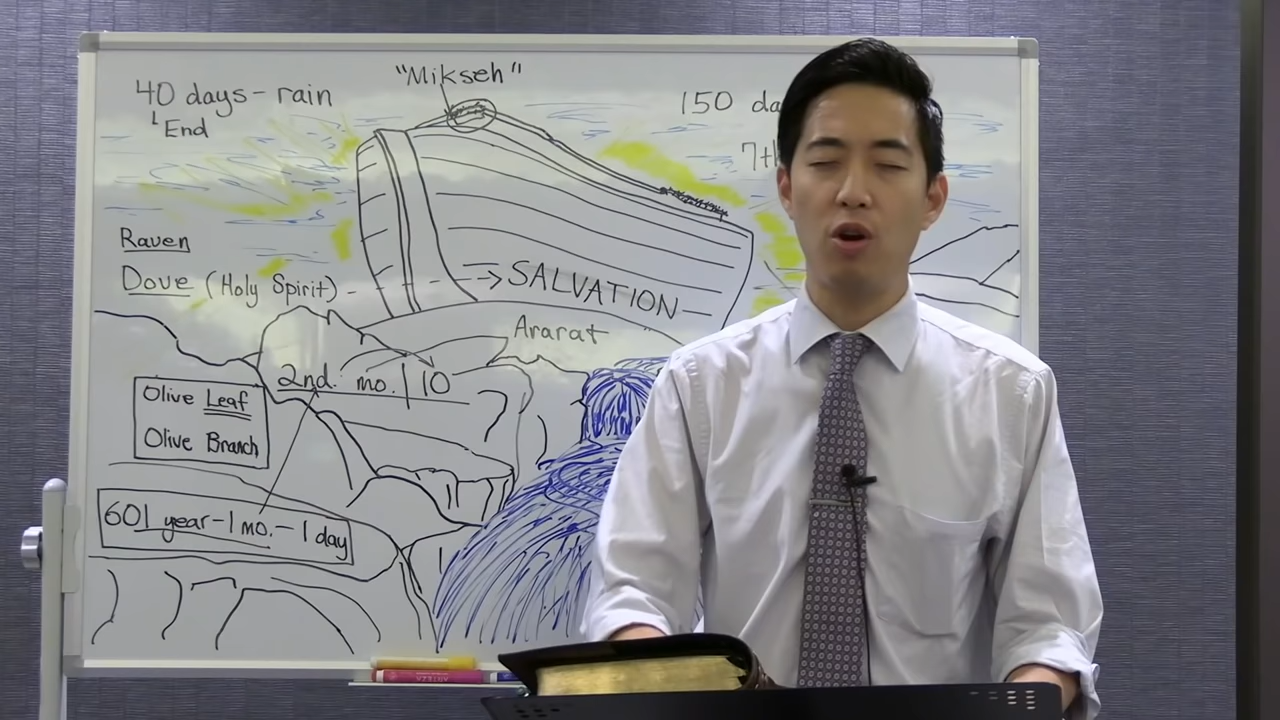 "Mikseh"
40 days - rain
End
150 da
7th
Raven
Dove (Holy Spirit)
SALVATION
Ararat
2nd. mo. 10
Olive Leaf
Olive Branch
601 year - 1 mo. - 1 day
ARTEZA